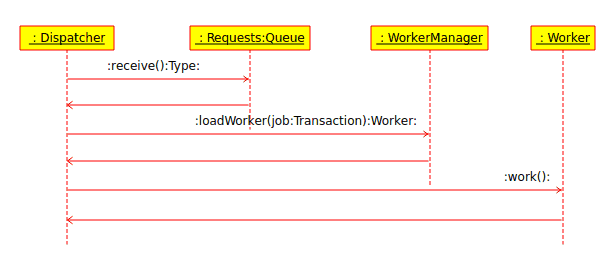 : Dispatcher
: Requests:Queue
: WorkerManager
: Worker
:receive():Type:
:loadWorker(job:Transaction):Worker:
:work():